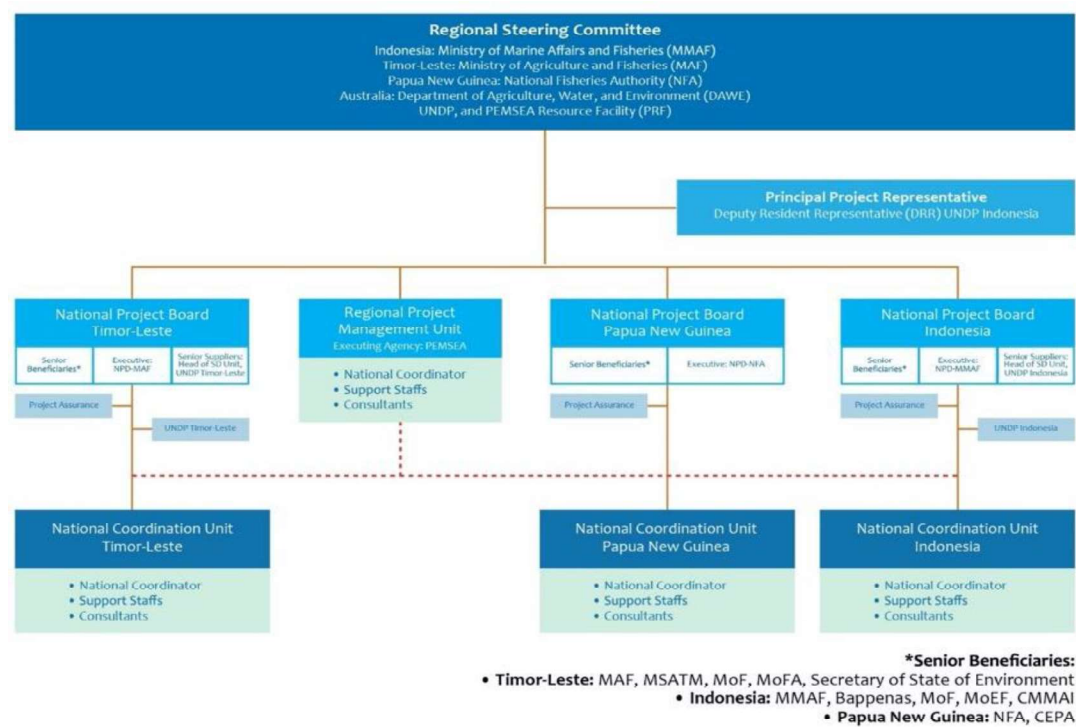 Regional Steering Committee
Indonesia: Ministry of Marine Affairs and Fisheries (MMAF)
Timor-Leste: Ministry of Agriculture and Fisheries (MAF)
Papua New Guinea: National Fisheries Authority (NFA)
Australia: Department of Agriculture, Water, and Environment (DAWE)
UNDP, and PEMSEA Resource Facility (PRF)
Principal Project Representative
Deputy Resident Representative (DRR) UNDP Indonesia
National Project Board
Timor-Leste
Senior
Beneficiaries*
Executive:
NPD-MAF
Senior Suppliers:
Head of SD Unit,
UNDP Timor-Leste
Project Assurance
UNDP Timor-Leste
Regional Project
Management Unit
Executing Agency: PEMSEA
• National Coordinator
• Support Staffs
• Consultants
National Project Board
Papua New Guinea
Senior Beneficiaries*
Executive: NPD-NFA
Project Assurance
National Project Board
Indonesia
Senior
Beneficiaries*
Executive:
NPD-MMAF
Senior Suppliers:
Head of SD Unit,
UNDP Indonesia
Project Assurance
UNDP Indonesia
National Coordination Unit
Timor-Leste
• National Coordinator
• Support Staffs
• Consultants
National Coordination Unit
Papua New Guinea
• National Coordinator
• Support Staffs
• Consultants
National Coordination Unit
Indonesia
• National Coordinator
• Support Staffs
• Consultants
*Senior Beneficiaries:
• Timor-Leste: MAF, MSATM, MoF, MoFA, Secretary of State of Environment
• Indonesia: MMAF, Bappenas, MoF, MoEF, CMMAI
• Papua New Guinea: NFA, CEPA